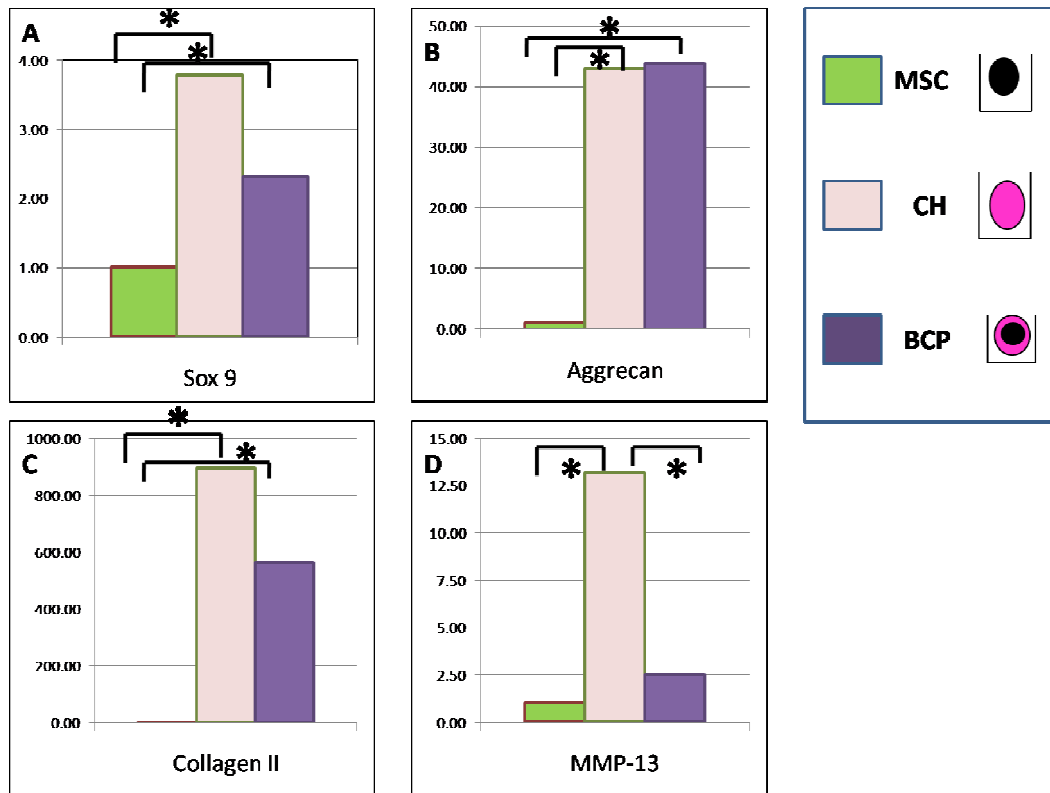 A
4.00
3.00
2.00
1.00
0.00
*
*
Sox 9
B
50.00
40.00
30.00
20.00
10.00
0.00
*
*
Aggrecan
MSC
CH
BCP
C
1000.00
800.00
600.00
400.00
200.00
0.00
*
*
Collagen II
D
15.00
12.50
10.00
7.50
5.00
2.50
0.00
*
*
MMP-13